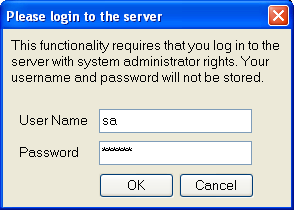 Please login to the server
This functionality requires that you log in to the
server with system administrator rights. Your
username and password will not be stored.
User Name
sa
Password
*******
OK
Cancel